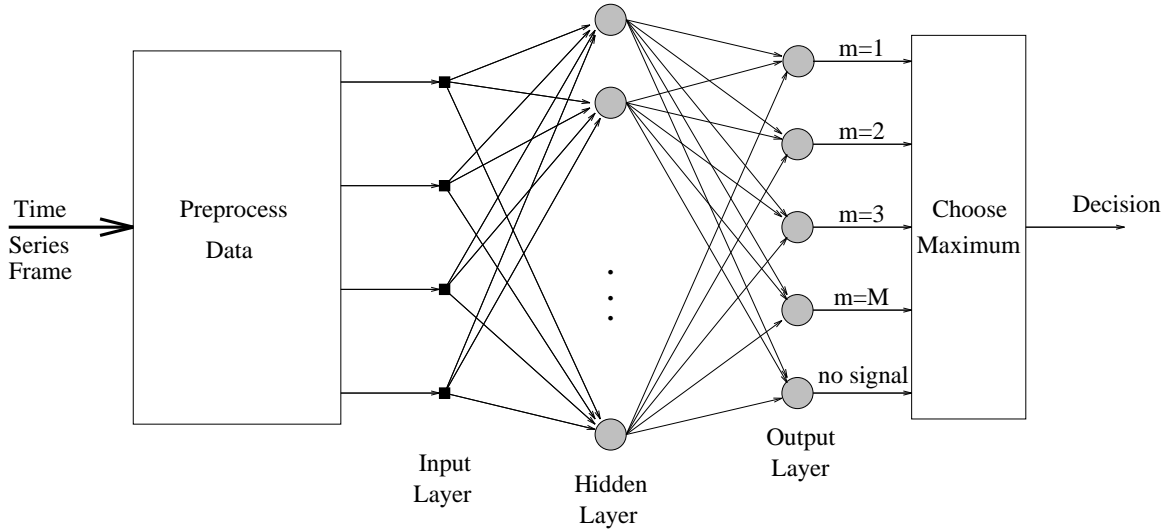 Time
Series
Frame
Preprocess
Data
Input
Layer
Hidden
Layer
Output
Layer
m=1
m=2
m=3
m=M
no signal
Choose
Maximum
Decision